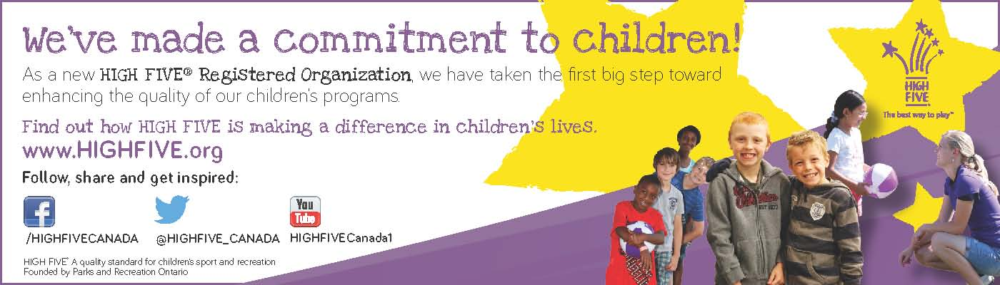 We've made a commitment to children!
As a new HIGH FIVE® Registered Organization, we have taken the first big step toward
enhancing the quality of our children's programs.
Find out how HIGH FIVE is making a difference in children's lives.
www.HIGHFIVE.org
Follow, share and get inspired:
f
You
Tube
/HIGHFIVECANADA
@HIGHFIVE_CANADA
HIGHFIVECanada1
HIGH FIVE® A quality standard for children's sport and recreation
Founded by Parks and Recreation Ontario
HIGH
FIVE
The best way to play™